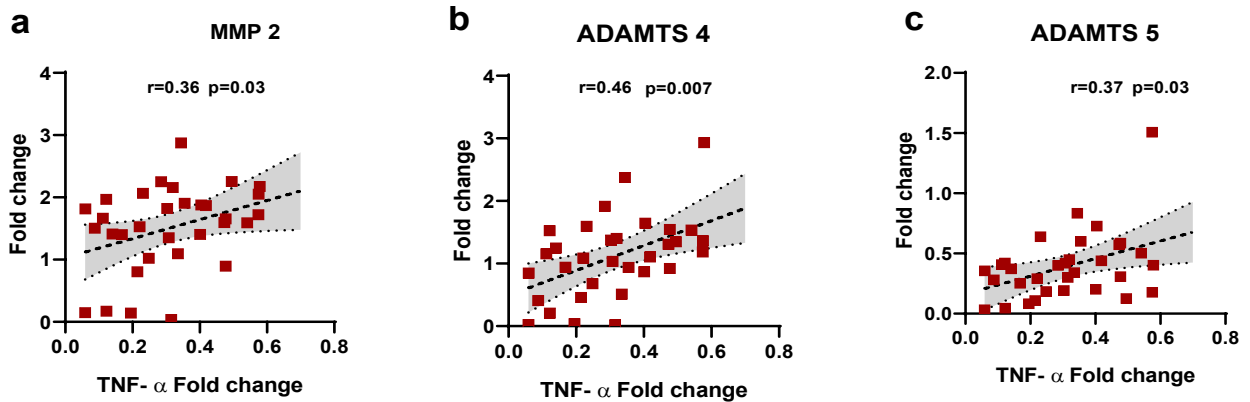 a
MMP 2
r=0.36 p=0.03
Fold change
4
3
2
1
0
0.0 0.2 0.4 0.6 0.8
TNF- α Fold change
b
ADAMTS 4
r=0.46 p=0.007
Fold change
4
3
2
1
0
0.0 0.2 0.4 0.6 0.8
TNF- α Fold change
c
ADAMTS 5
r=0.37 p=0.03
Fold change
2.0
1.5
1.0
0.5
0.0
0.0 0.2 0.4 0.6 0.8
TNF- α Fold change